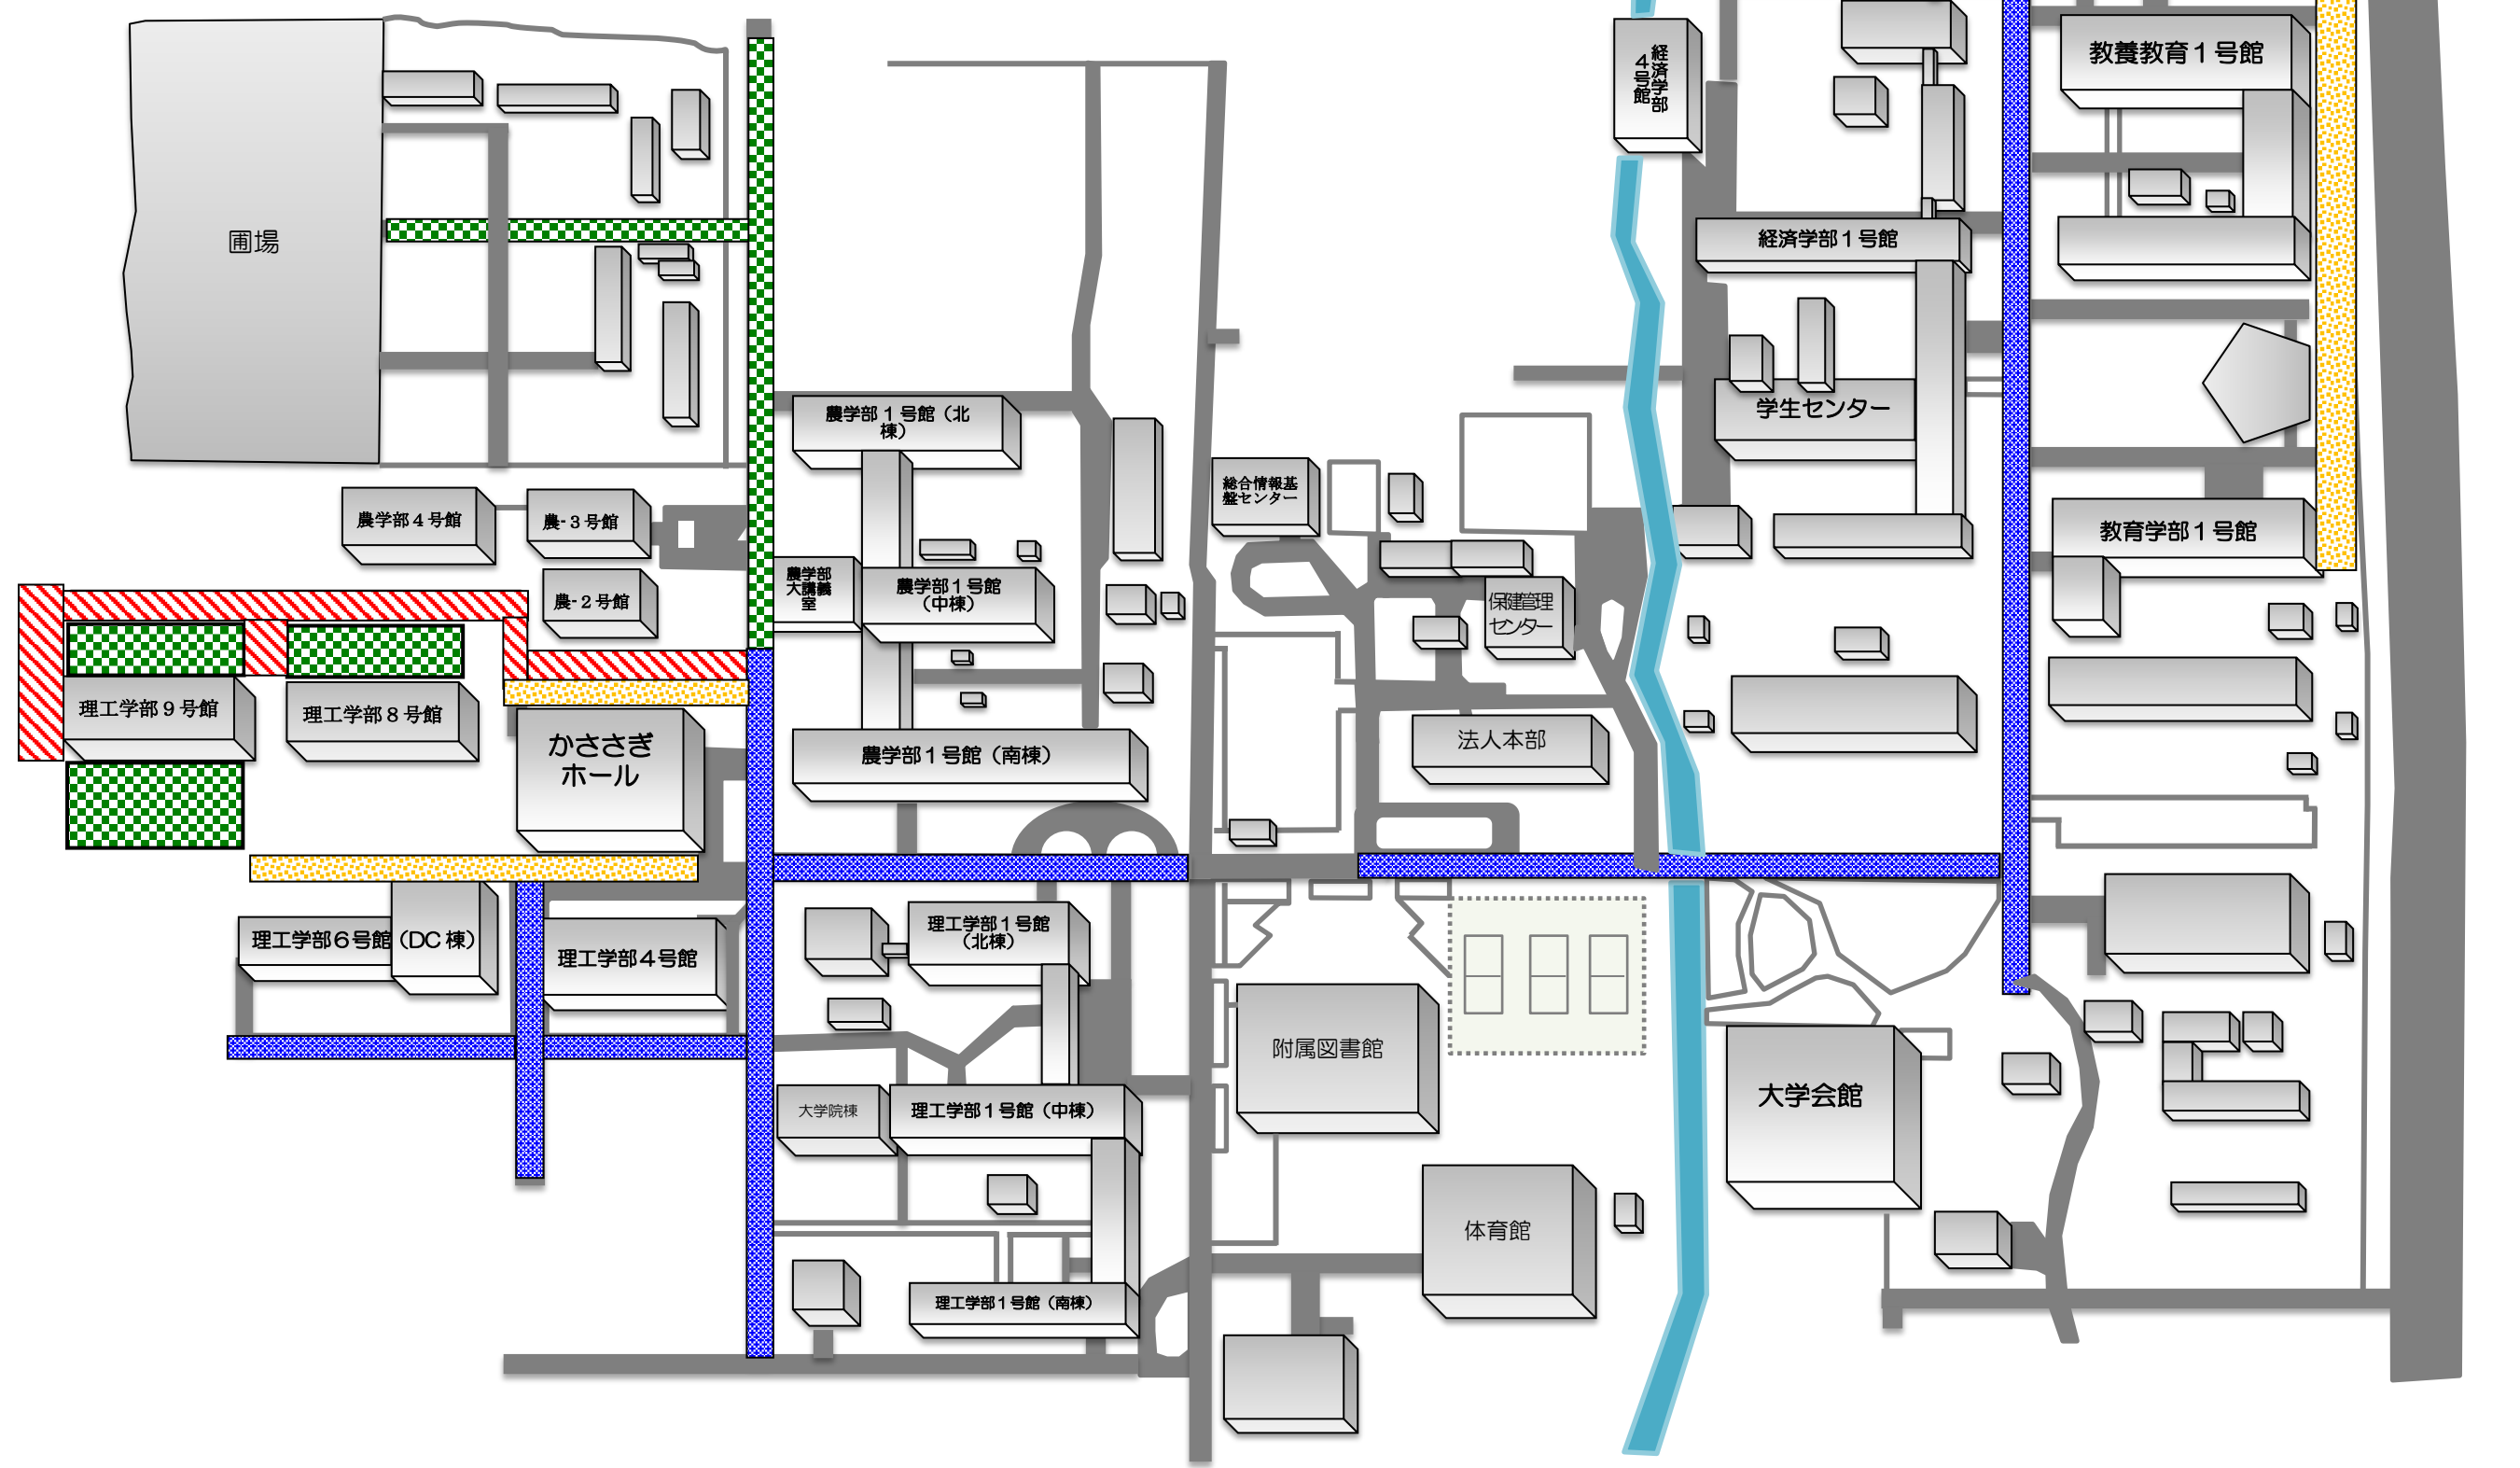 教養教育１号館
経済学部
４号館
圃場
経済学部１号館
学生センター
農学部１号館（北
棟）
総合情報基
盤センター
農学部４号館
農-３号館
教育学部１号館
農学部
大講義
室
農学部１号館
（中棟）
農-２号館
保健管理
センター
理工学部９号館
理工学部８号館
かささぎ
ホール
農学部１号館（南棟）
法人本部
理工学部６号館（DC 棟）
理工学部４号館
理工学部１号館
（北棟）
附属図書館
大学会館
大学院棟
理工学部１号館（中棟）
体育館
理工学部１号館（南棟）